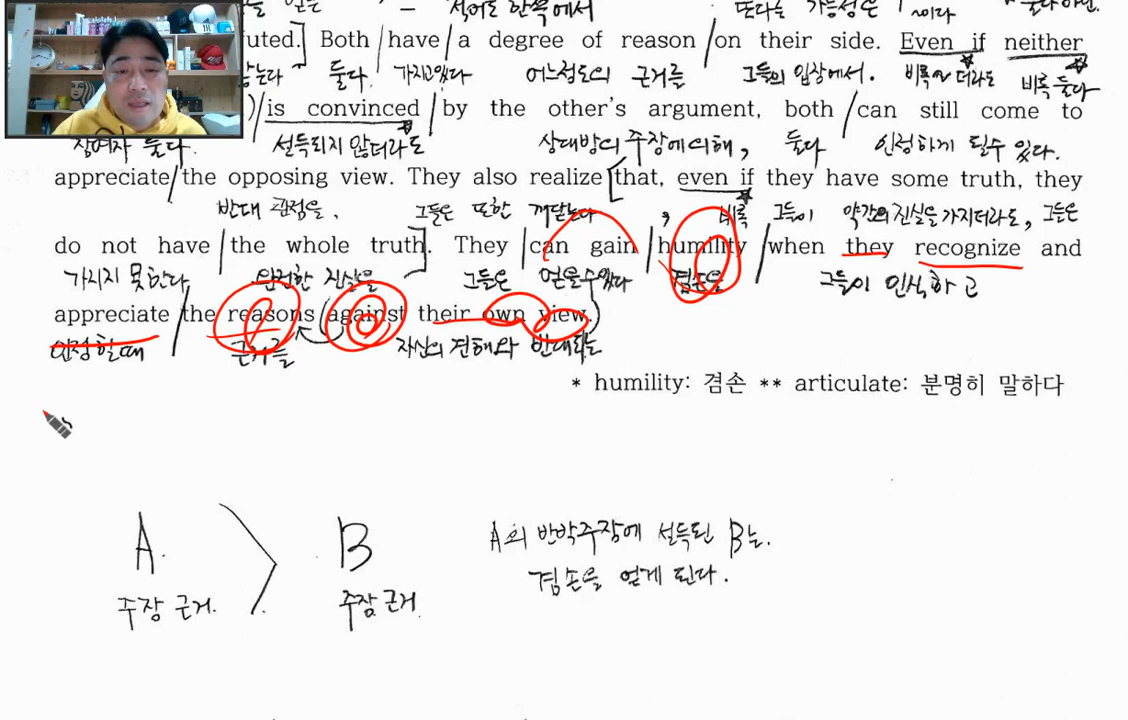 적어도 한쪽에서 또다른 가능성은 이다
futed.] Both / have / a degree of reason / on their side. Even if neither
둘다 가지고있다 어느정도의 근거를 그들의 입장에서. 비록 더라도 비록 둘다
) is convinced / by the other's argument, both / can still come to
참여자 둘다. 설득되지 않더라도 상대방의 주장에 의해, 둘다 인정하게 될수 있다.
appreciate / the opposing view. They also realize [that, even if they have some truth, they
반대 관점을. 그들은 또한 깨닫는다 , 비록 그들이 약간의 진실을 가지더라도, 그들은
do not have / the whole truth]. They / can gain / humility / when they recognize and
가지지 못한다 완전한 진실을 그들은 얻을수있다 겸손을 그들이 인식하고
appreciate / the reasons (against their own view.)
인정할때 근거들 자신의 견해와 반대되는
* humility: 겸손 ** articulate: 분명히 말하다
A B A의 반박주장에 설득된 B는.
겸손을 얻게 된다.
주장 근거. 주장 근거.